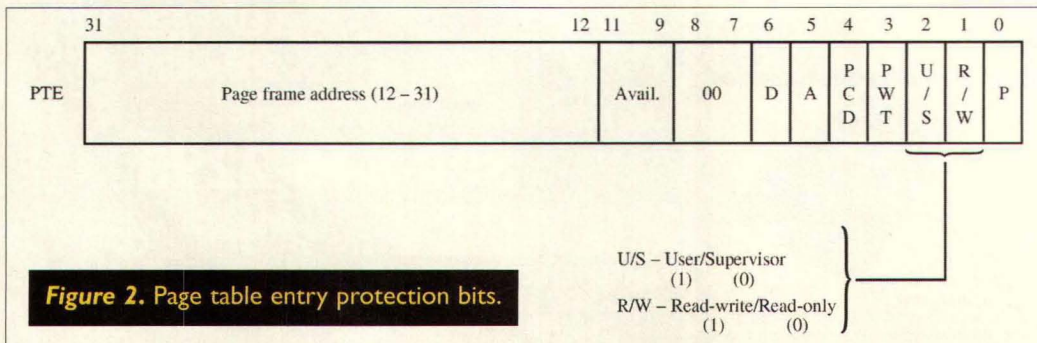 31 12 11 9 8 7 6 5 4 3 2 1 0
PTE Page frame address (12 – 31) Avail. 00 D A PCD PWT U/S R/W P
U/S – User/Supervisor
(1) (0)
R/W – Read-write/Read-only
(1) (0)
Figure 2. Page table entry protection bits.